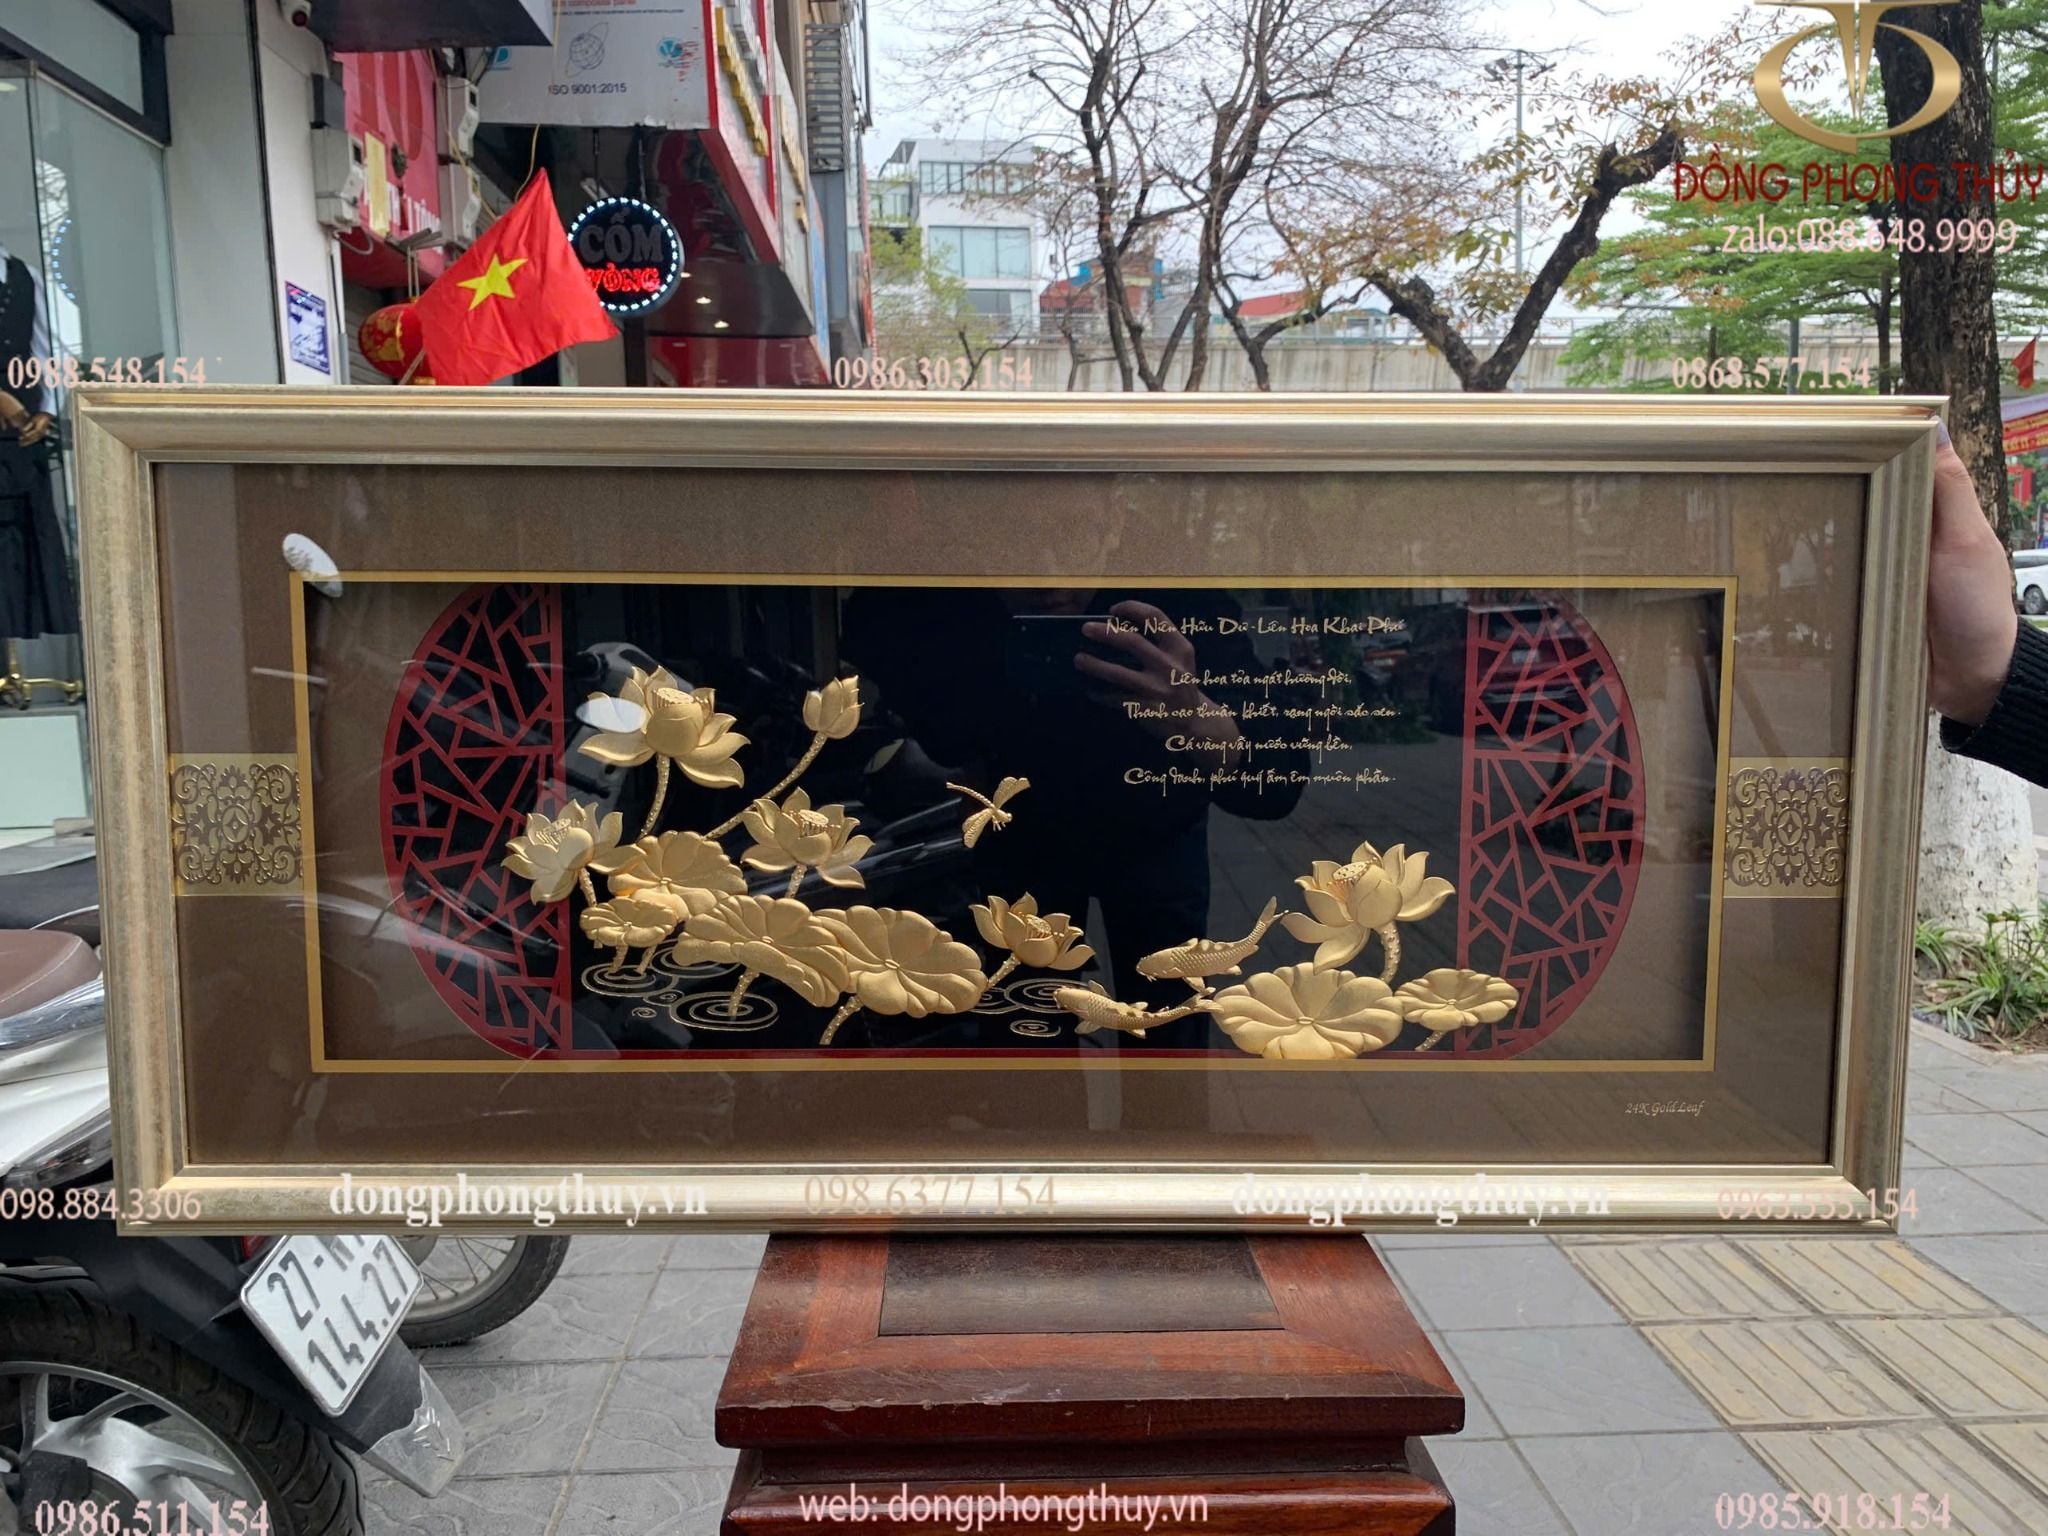 ISO 9001:2015
CỐM
VÒNG
ĐỒNG PHONG THỦY
zalo:088.648.9999
0988.548.154
0986.303.154
0868.577.154
Niên Niên Hữu Dư - Liên Hoa Khai Phú
Liên hoa tỏa ngát hương đời,
Thanh cao thuần khiết, rạng ngời sắc sen.
Cá vàng vẫy nước vững bền,
Công danh, phú quý ấm êm muôn phần.
24K Gold Leaf
098.884.3306
dongphongthuy.vn
098.6377.154
dongphongthuy.vn
0963.555.154
144.27
0986.511.154
web: dongphongthuy.vn
0985.918.154